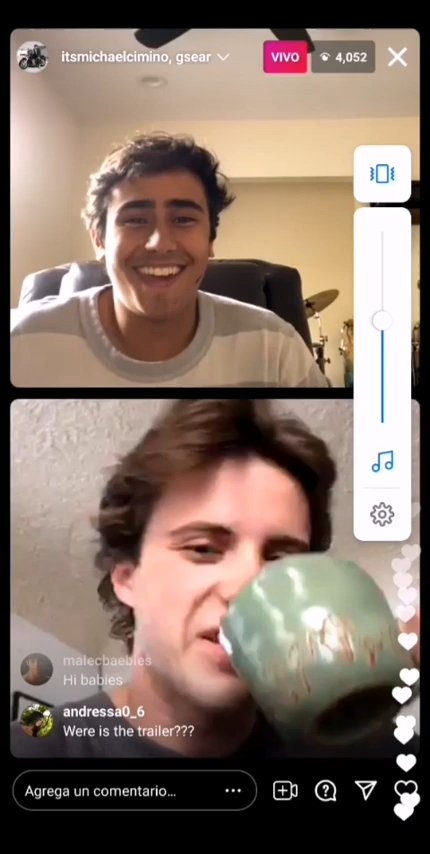 itsmichaelcimino, gsear
VIVO
4,052
malecbaebles
Hi babies
andressa0_6
Were is the trailer???
Agrega un comentario...